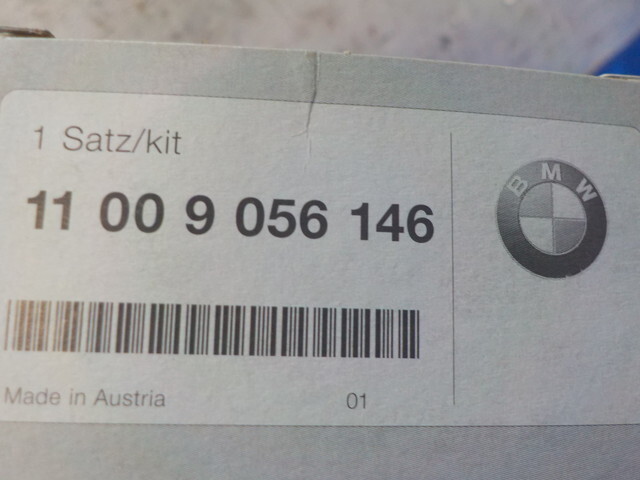 1 Satz/kit
11 00 9 056 146
BMW
Made in Austria 01